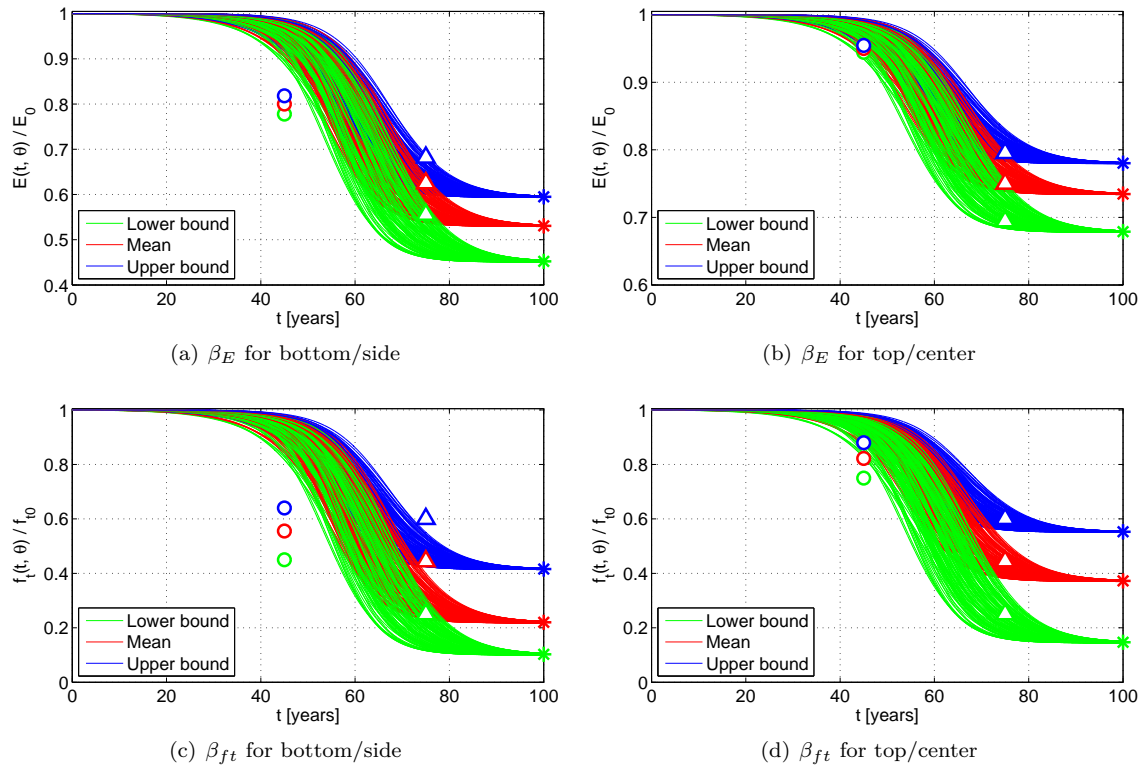 1
0.9
0.8
0.7
0.6
0.5
0.4
E(t, θ) / E0
Lower bound
Mean
Upper bound
0 20 40 60 80 100
t [years]
(a) βE for bottom/side
1
0.9
0.8
0.7
0.6
E(t, θ) / E0
Lower bound
Mean
Upper bound
0 20 40 60 80 100
t [years]
(b) βE for top/center
1
0.8
0.6
0.4
0.2
0
ft(t, θ) / ft0
Lower bound
Mean
Upper bound
0 20 40 60 80 100
t [years]
(c) βft for bottom/side
1
0.8
0.6
0.4
0.2
0
ft(t, θ) / ft0
Lower bound
Mean
Upper bound
0 20 40 60 80 100
t [years]
(d) βft for top/center